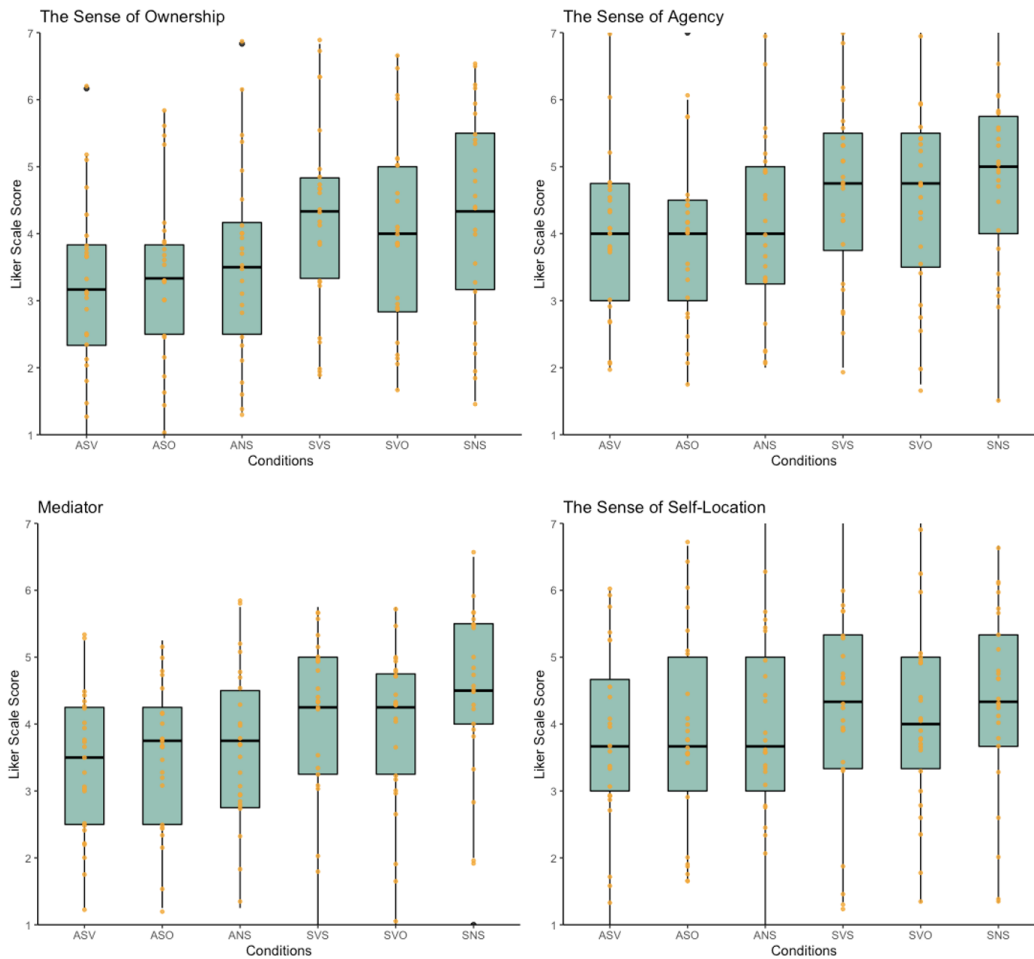 The Sense of Ownership
7
6
5
4
3
2
1
Liker Scale Score
ASV
ASO
ANS
SVS
SVO
SNS
Conditions
The Sense of Agency
7
6
5
4
3
2
1
Liker Scale Score
ASV
ASO
ANS
SVS
SVO
SNS
Conditions
Mediator
7
6
5
4
3
2
1
Liker Scale Score
ASV
ASO
ANS
SVS
SVO
SNS
Conditions
The Sense of Self-Location
7
6
5
4
3
2
1
Liker Scale Score
ASV
ASO
ANS
SVS
SVO
SNS
Conditions